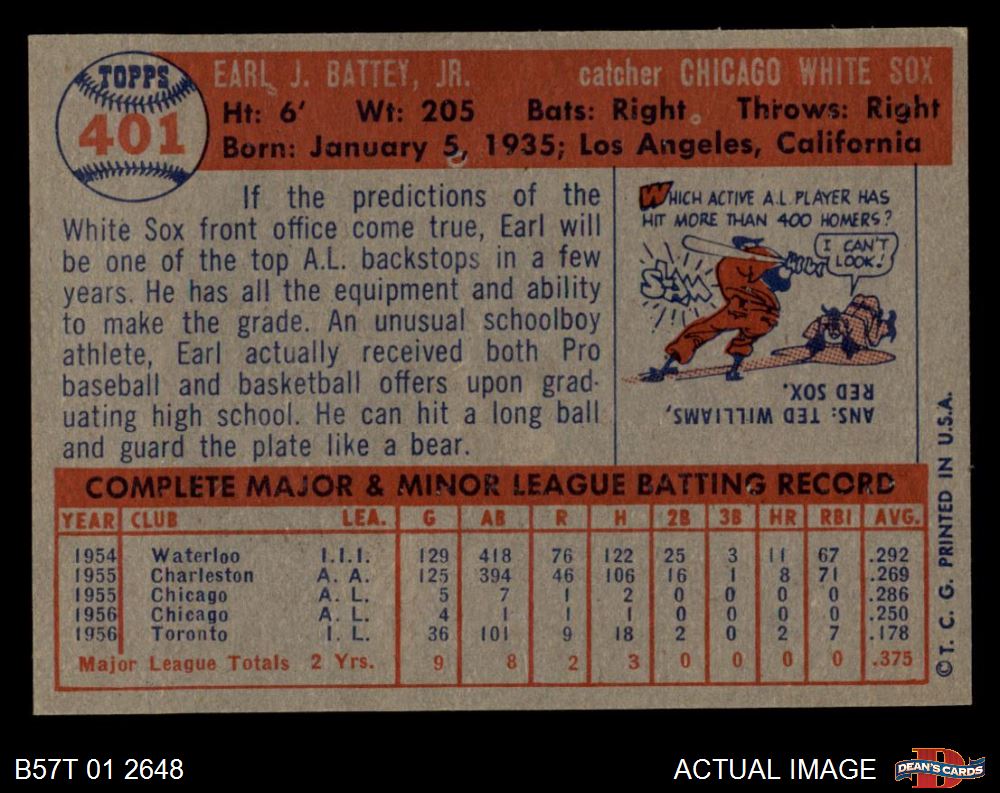 TOPPS
401
EARL J. BATTEY, JR. catcher CHICAGO WHITE SOX
Ht: 6' Wt: 205 Bats: Right Throws: Right
Born: January 5, 1935; Los Angeles, California
If the predictions of the
White Sox front office come true, Earl will
be one of the top A.L. backstops in a few
years. He has all the equipment and ability
to make the grade. An unusual schoolboy
athlete, Earl actually received both Pro
baseball and basketball offers upon grad-
uating high school. He can hit a long ball
and guard the plate like a bear.
WHICH ACTIVE A.L. PLAYER HAS
HIT MORE THAN 400 HOMERS?
I CAN'T
LOOK!
SLAM
ANS: TED WILLIAMS,
RED SOX.
COMPLETE MAJOR & MINOR LEAGUE BATTING RECORD
YEAR CLUB LEA. G AB R H 2B 3B HR RBI AVG.
1954 Waterloo I.I.I. 129 418 76 122 25 3 11 67 .292
1955 Charleston A. A. 125 394 46 106 16 1 8 71 .269
1955 Chicago A. L. 5 7 1 2 0 0 0 0 .286
1956 Chicago A. L. 4 1 1 1 0 0 0 0 .250
1956 Toronto I. L. 36 101 9 18 2 0 2 7 .178
Major League Totals 2 Yrs. 9 8 2 3 0 0 0 0 .375
© T. C. G. PRINTED IN U.S.A.
B57T 01 2648
ACTUAL IMAGE
DEAN'S CARDS